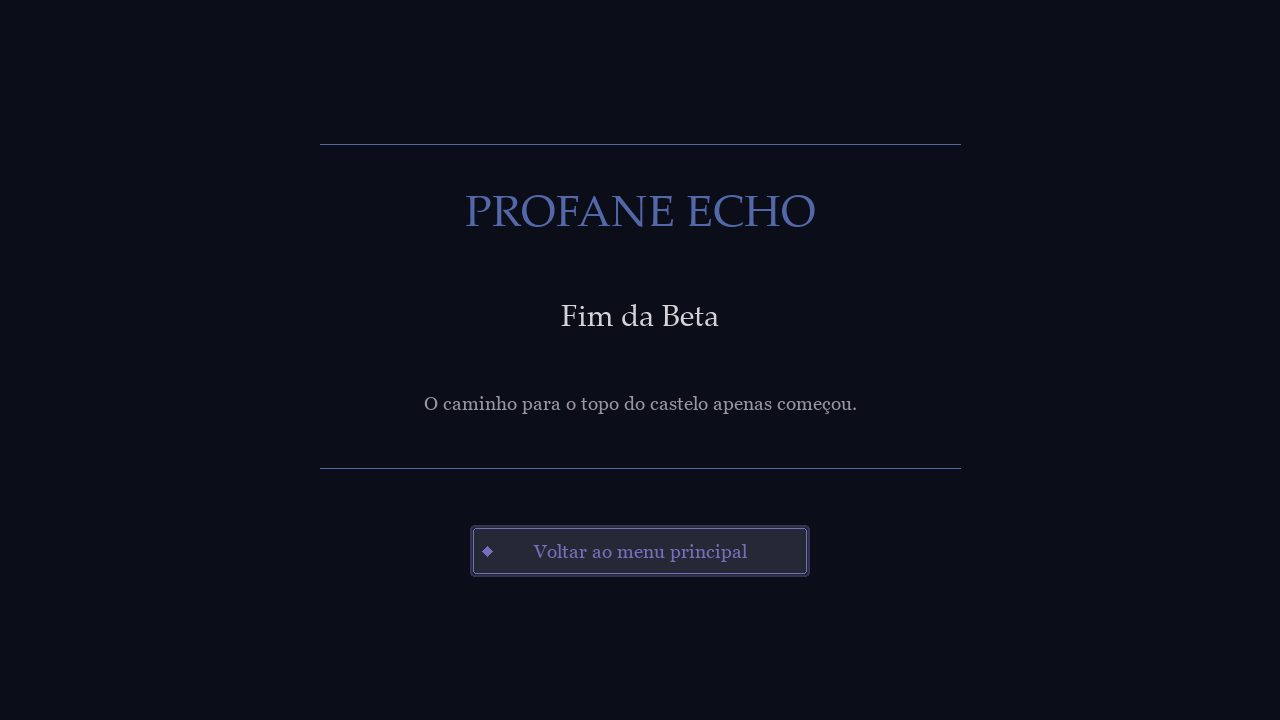 PROFANE ECHO
Fim da Beta
O caminho para o topo do castelo apenas começou.
Voltar ao menu principal